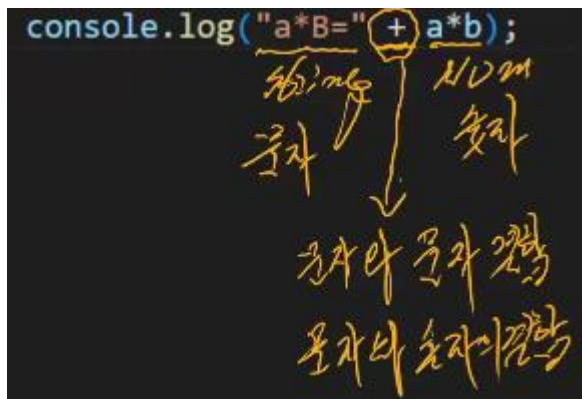 console.log("a*B=" + a*b);
string Num
문자 숫자
문자와 문자 결합
문자와 숫자의 결합